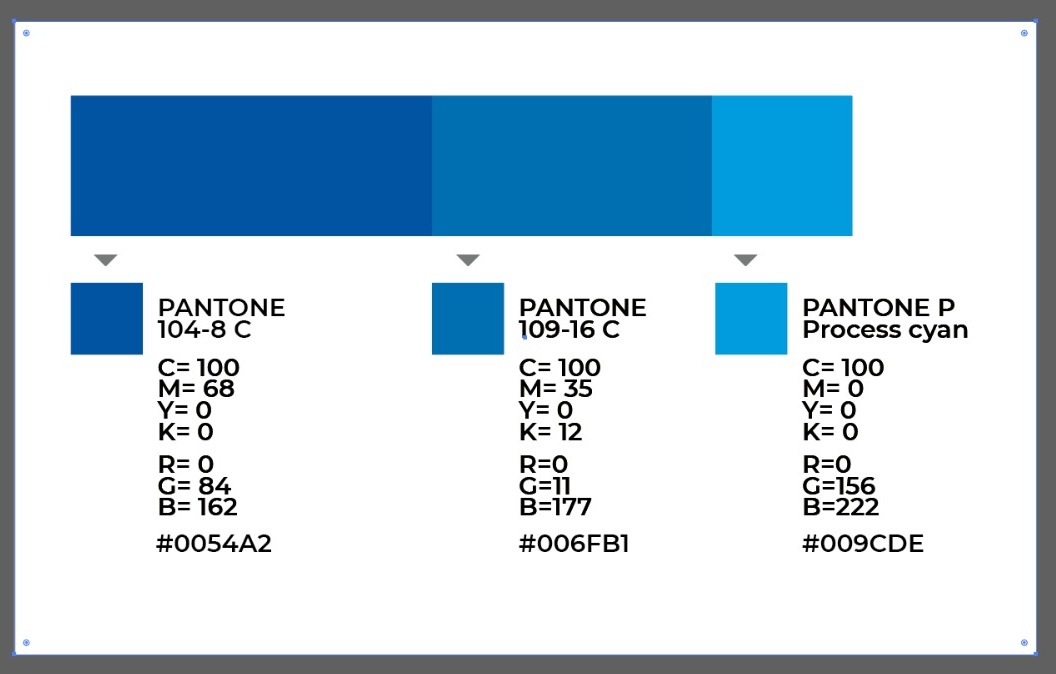 PANTONE
104-8 C
C= 100
M= 68
Y= 0
K= 0
R= 0
G= 84
B= 162
#0054A2
PANTONE
109-16 C
C= 100
M= 35
Y= 0
K= 12
R=0
G=11
B=177
#006FB1
PANTONE P
Process cyan
C= 100
M= 0
Y= 0
K= 0
R=0
G=156
B=222
#009CDE